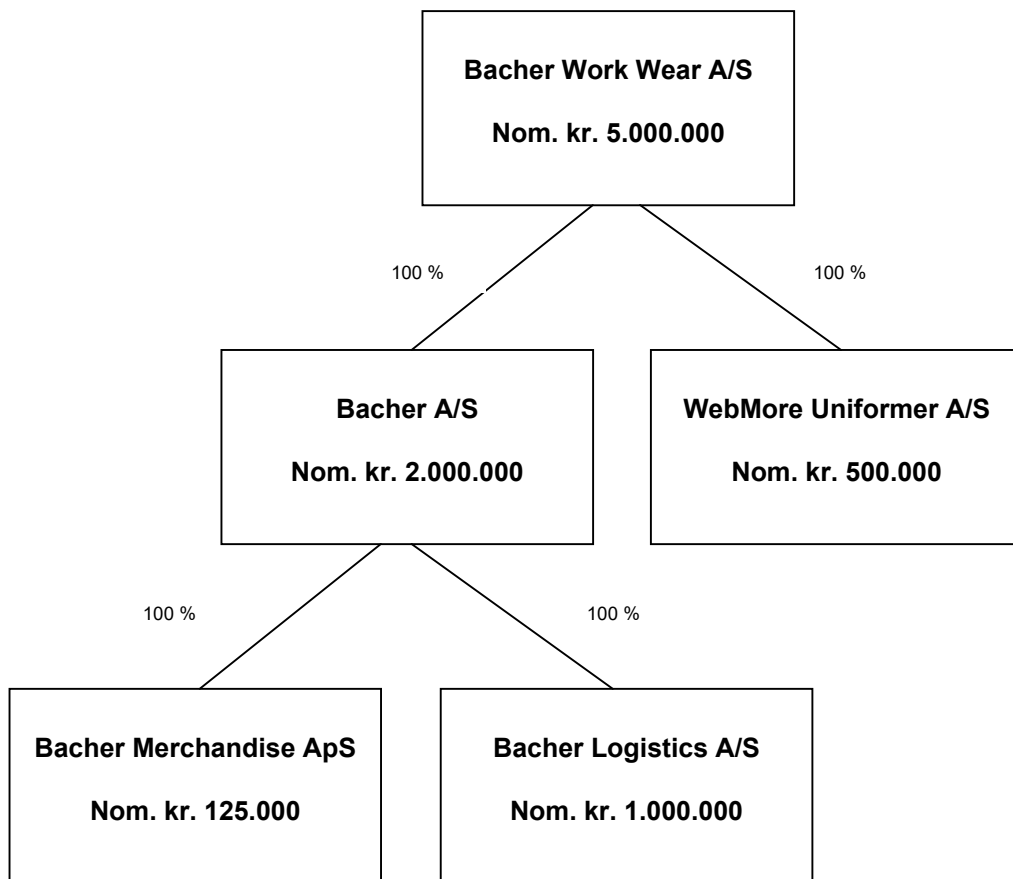 Bacher Work Wear A/S
Nom. kr. 5.000.000
100 %
100 %
Bacher A/S
Nom. kr. 2.000.000
WebMore Uniformer A/S
Nom. kr. 500.000
100 %
100 %
Bacher Merchandise ApS
Nom. kr. 125.000
Bacher Logistics A/S
Nom. kr. 1.000.000